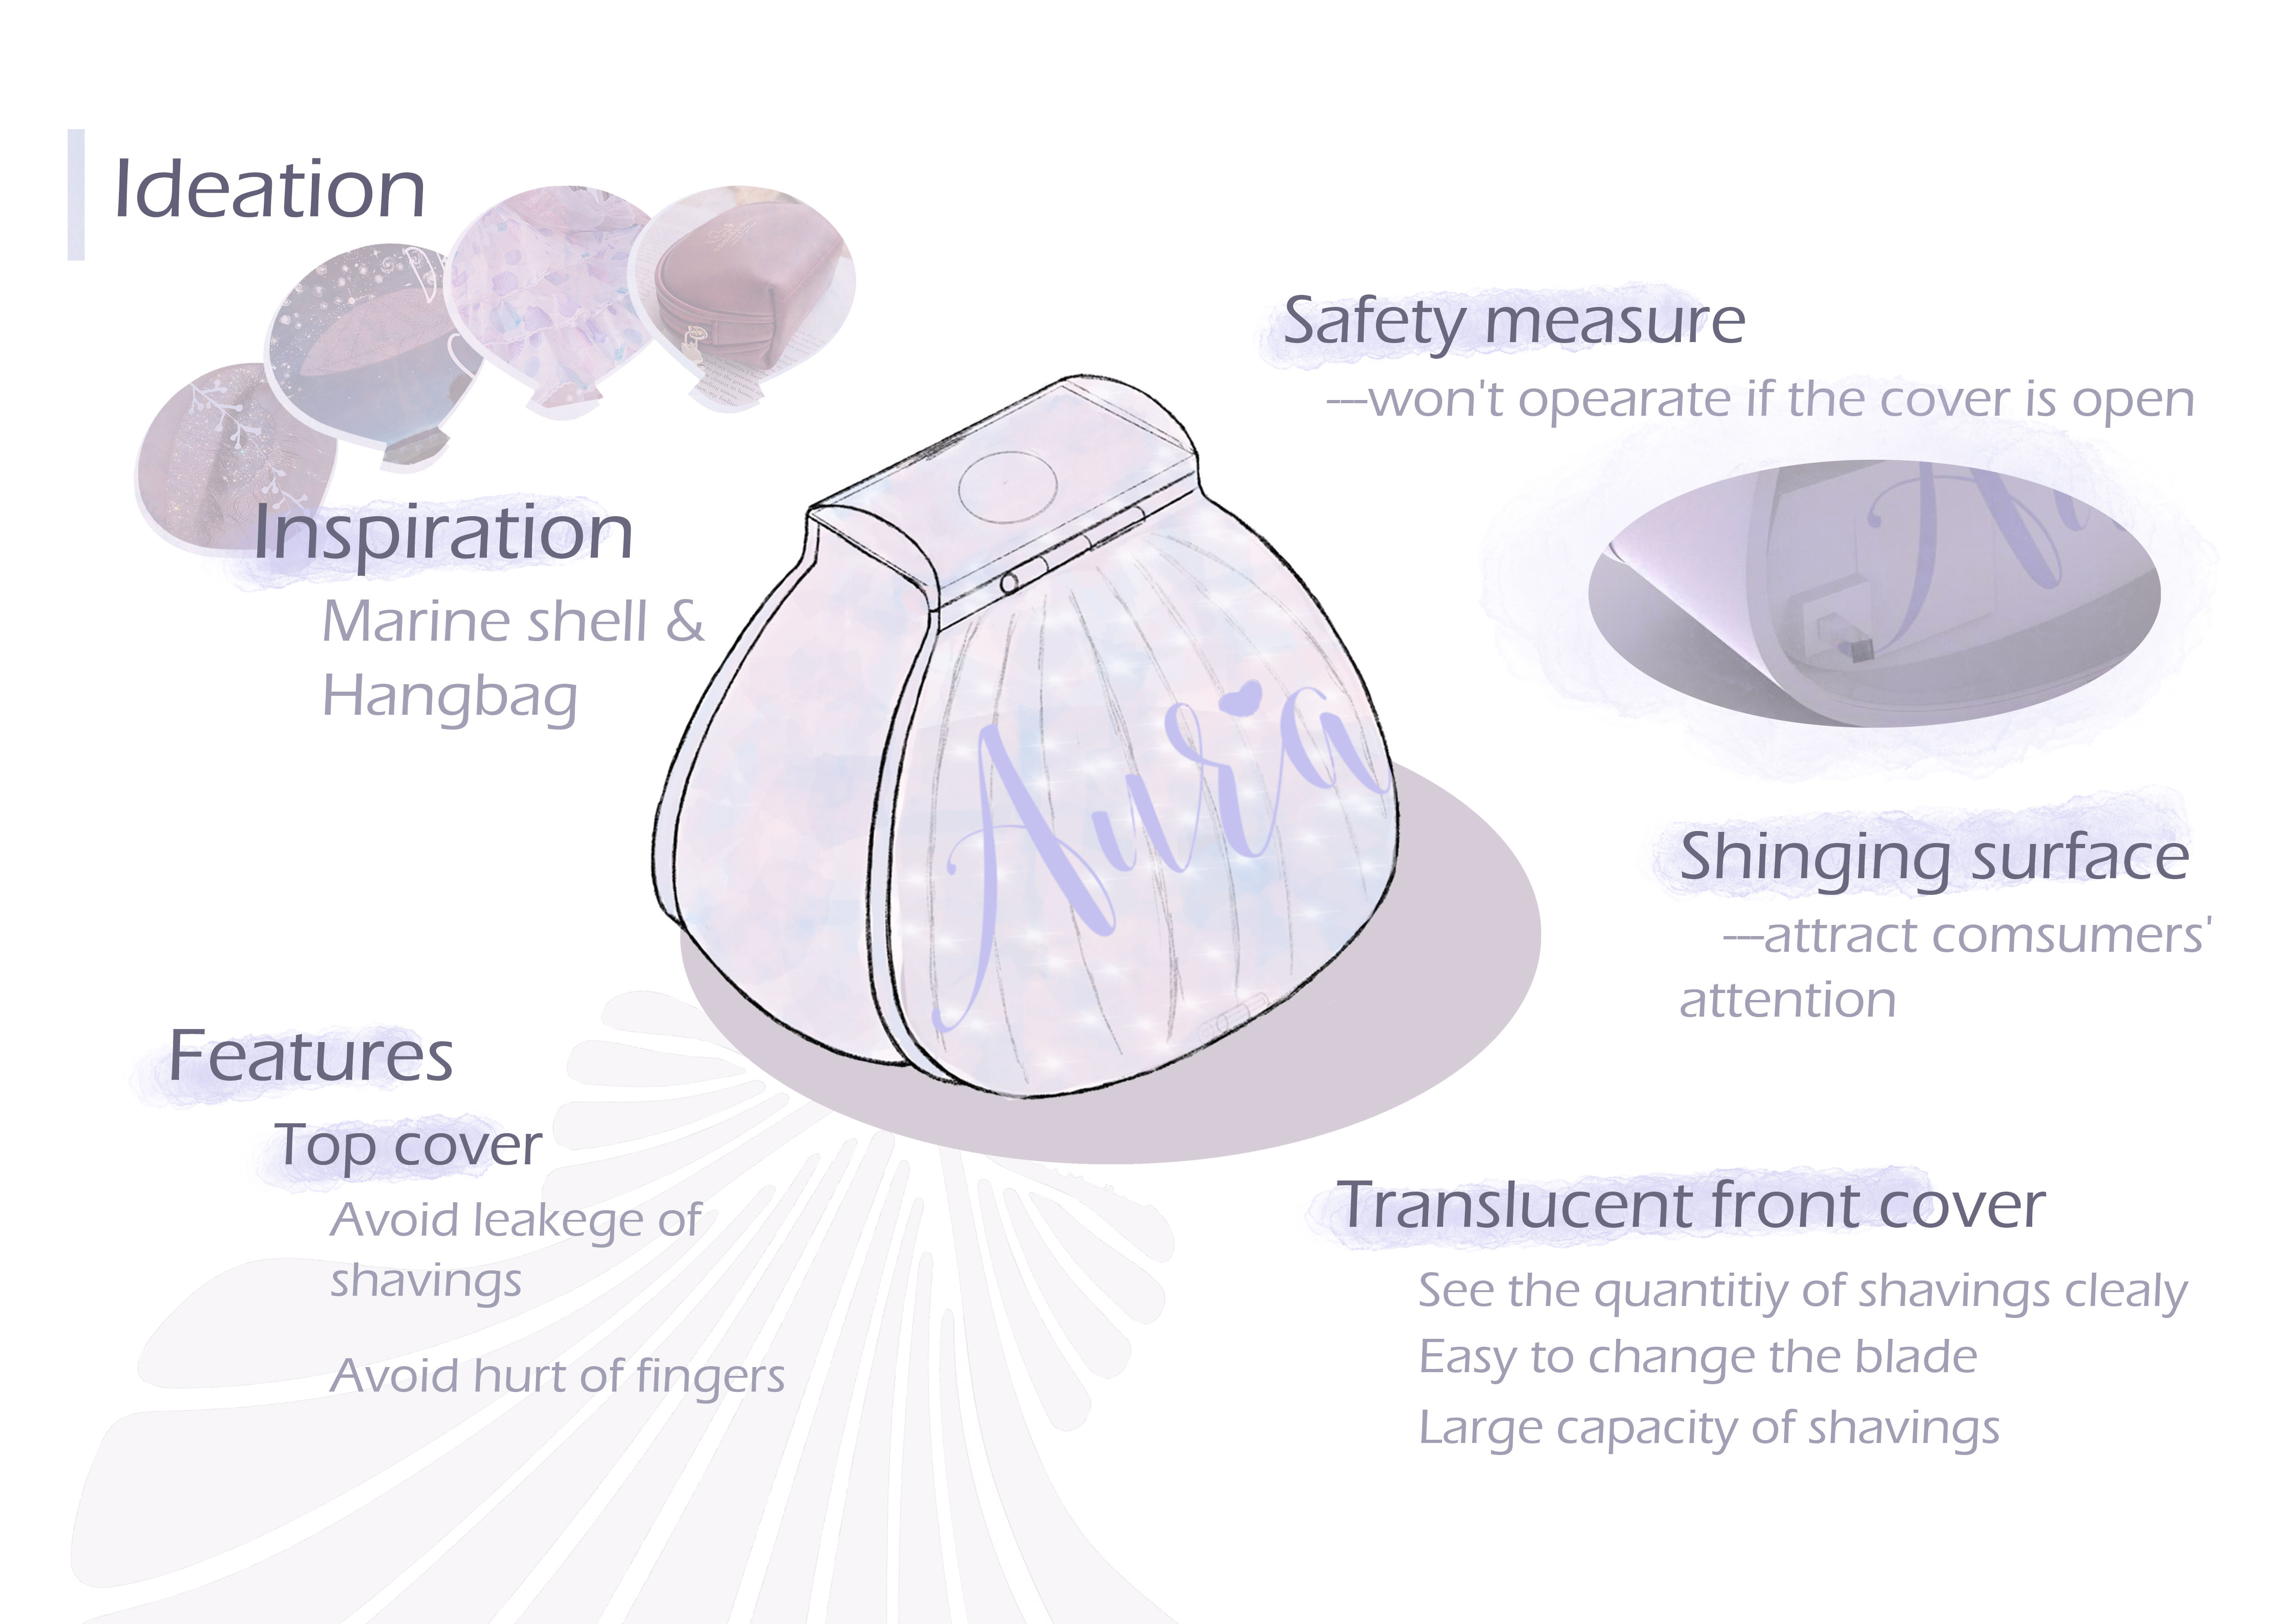 Ideation
Inspiration
Marine shell &
Hangbag
Safety measure
---won't opearate if the cover is open
Aura
Shinging surface
---attract comsumers'
attention
Features
Top cover
Avoid leakege of
shavings
Avoid hurt of fingers
Translucent front cover
See the quantitiy of shavings clealy
Easy to change the blade
Large capacity of shavings